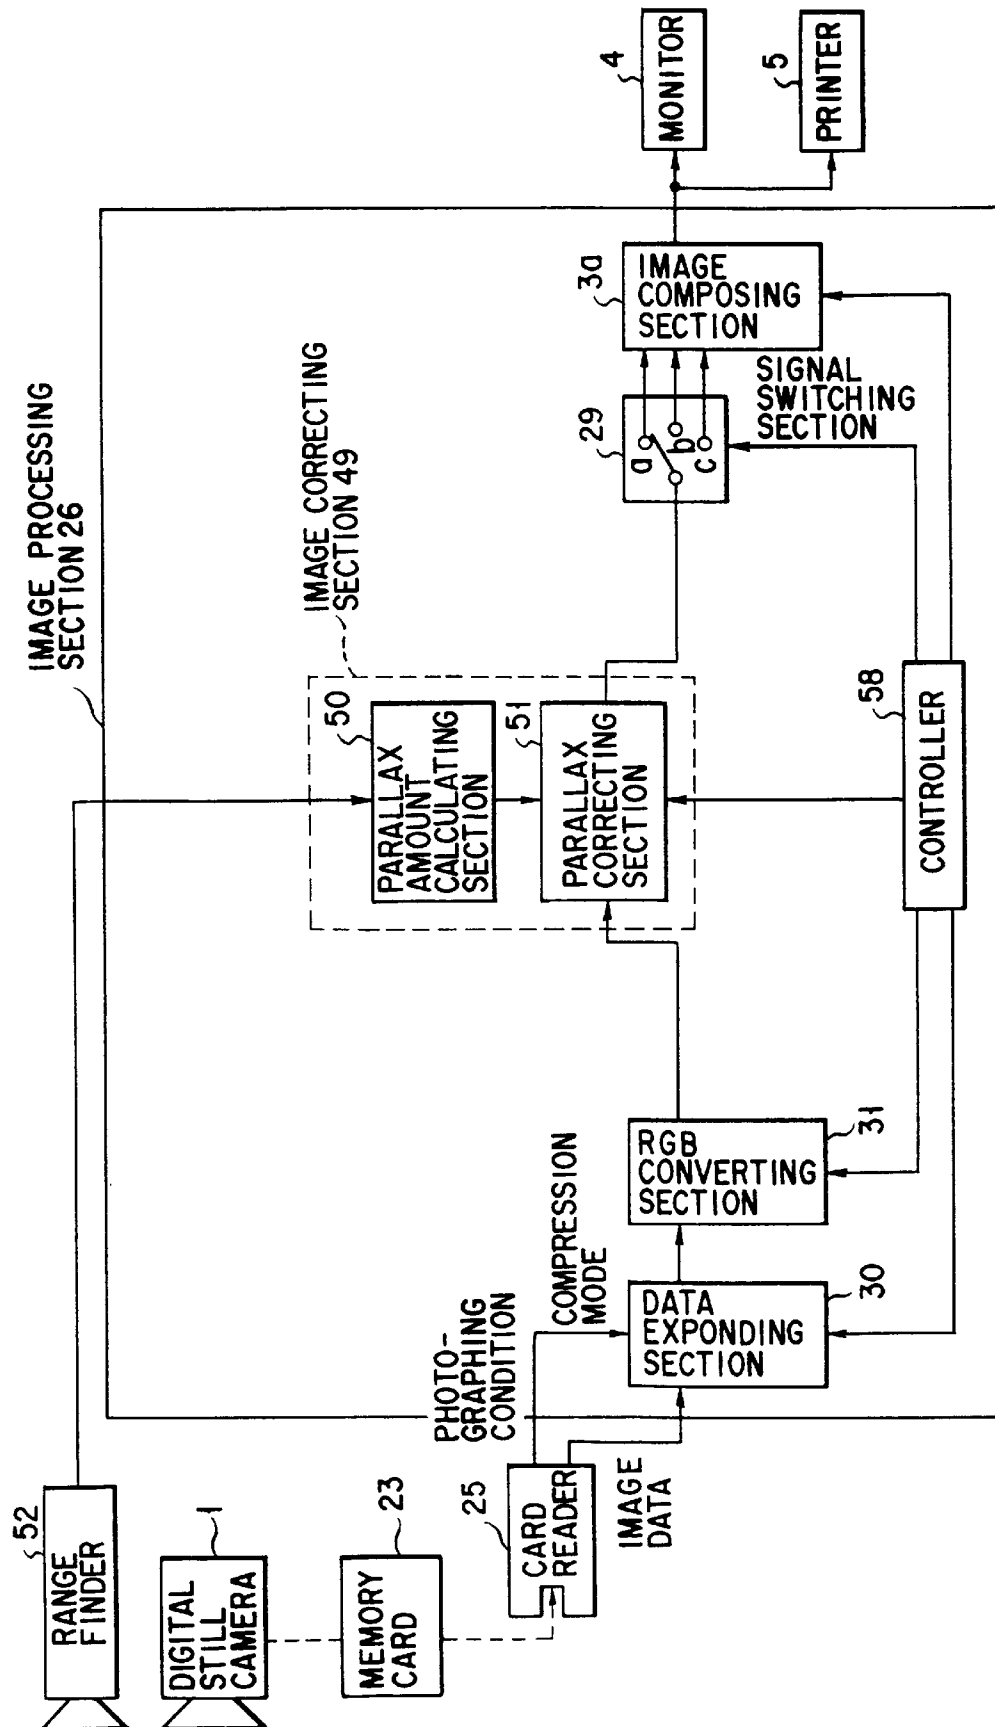 52
RANGE
FINDER
1
DIGITAL
STILL
CAMERA
23
MEMORY
CARD
25
CARD
READER
PHOTO-
GRAPHING
CONDITION
COMPRESSION
MODE
IMAGE
DATA
DATA
EXPONDING
SECTION
30
RGB
CONVERTING
SECTION
31
IMAGE PROCESSING
SECTION 26
IMAGE CORRECTING
SECTION 49
50
PARALLAX
AMOUNT
CALCULATING
SECTION
51
PARALLAX
CORRECTING
SECTION
58
CONTROLLER
29
a
b
c
SIGNAL
SWITCHING
SECTION
3a
IMAGE
COMPOSING
SECTION
4
MONITOR
5
PRINTER